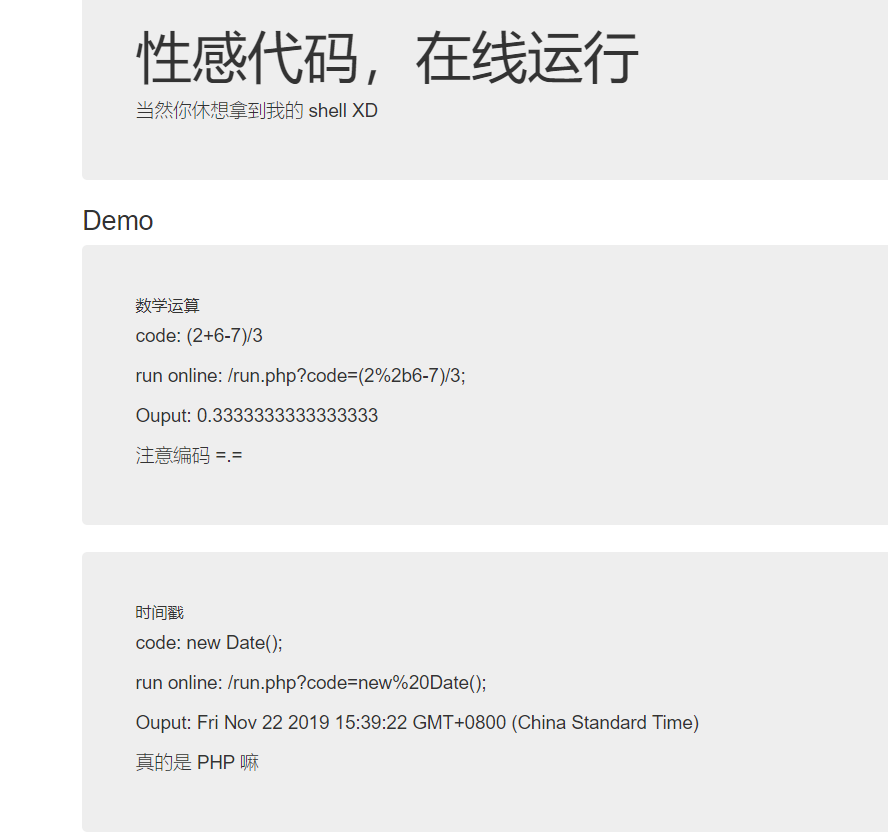 性感代码，在线运行
当然你休想拿到我的 shell XD
Demo
数学运算
code: (2+6-7)/3
run online: /run.php?code=(2%2b6-7)/3;
Ouput: 0.3333333333333333
注意编码 =.=
时间戳
code: new Date();
run online: /run.php?code=new%20Date();
Ouput: Fri Nov 22 2019 15:39:22 GMT+0800 (China Standard Time)
真的是 PHP 嘛